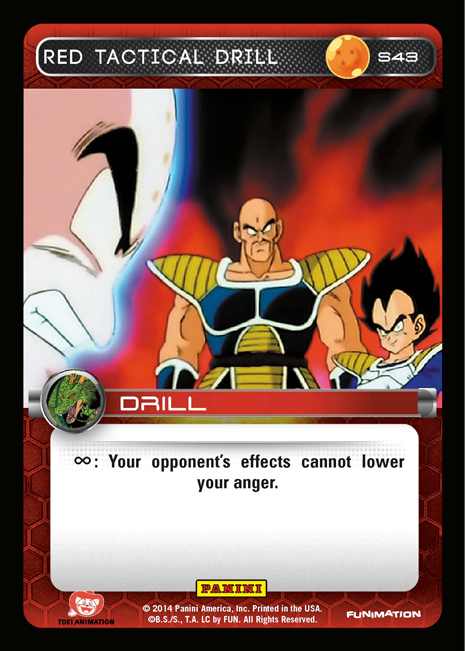 RED TACTICAL DRILL S43
DRILL
∞: Your opponent's effects cannot lower
your anger.
PANINI
© 2014 Panini America, Inc. Printed in the USA.
©B.S./S., T.A. LC by FUN. All Rights Reserved.
TOEI ANIMATION
FUNIMATION